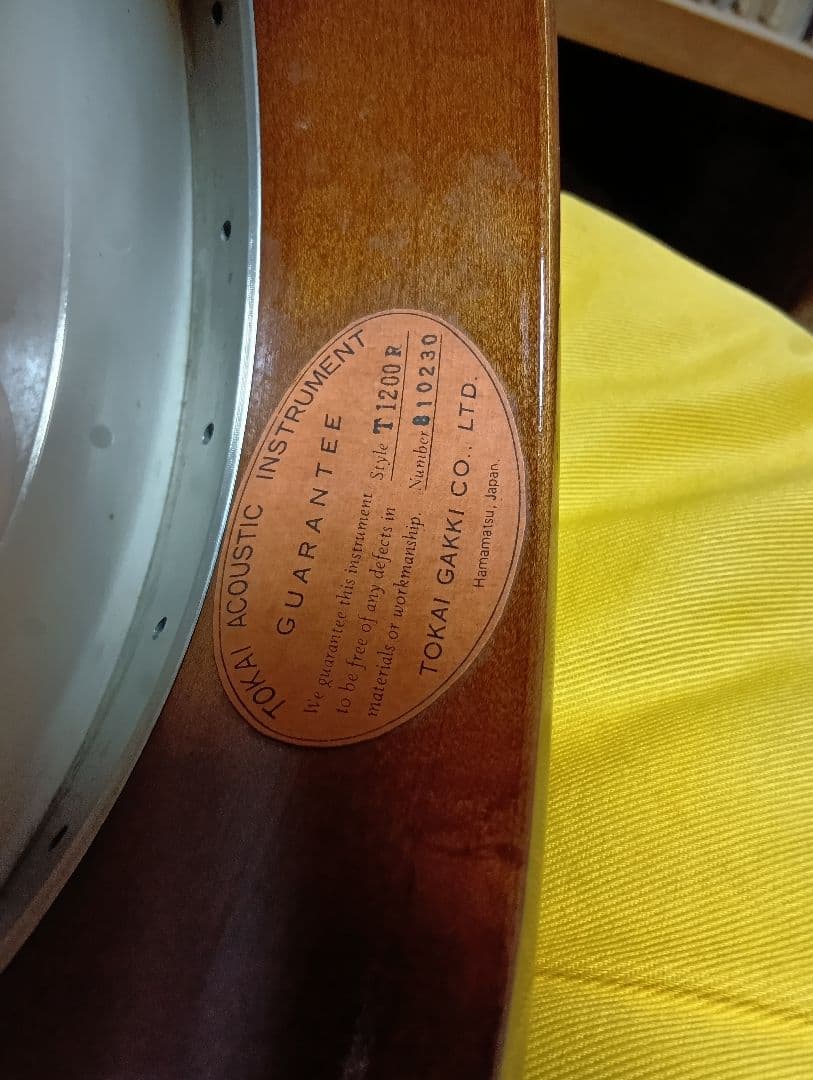 TOKAI ACOUSTIC INSTRUMENT
GUARANTEE
We guarantee this instrument
to be free of any defects in
materials or workmanship.
Style T1200R
Number 810230
TOKAI GAKKI CO., LTD.
Hamamatsu, Japan.